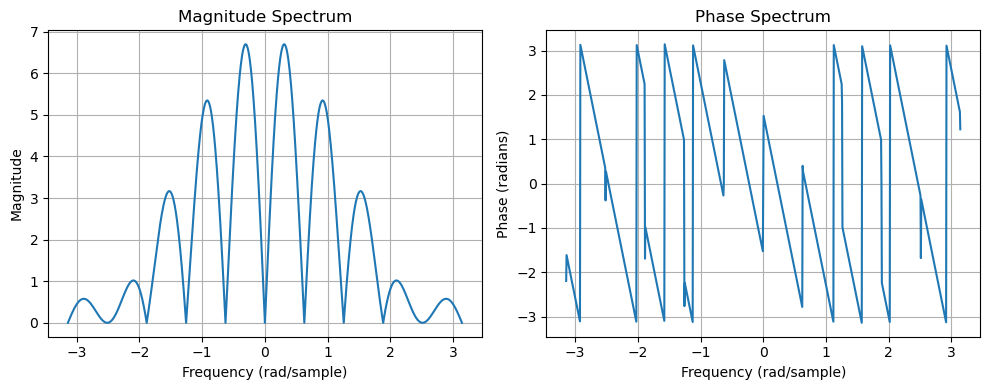 Magnitude Spectrum
Magnitude
7
6
5
4
3
2
1
0
−3 −2 −1 0 1 2 3
Frequency (rad/sample)
Phase Spectrum
Phase (radians)
3
2
1
0
−1
−2
−3
−3 −2 −1 0 1 2 3
Frequency (rad/sample)